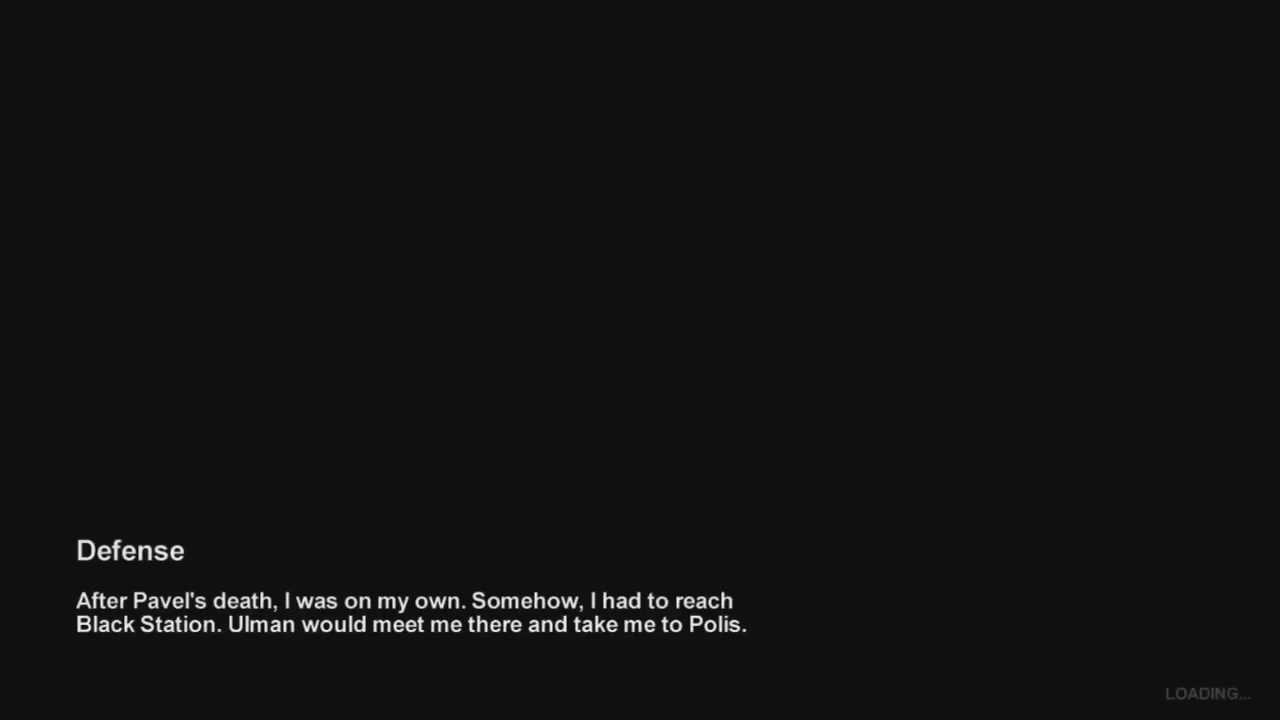 Defense
After Pavel's death, I was on my own. Somehow, I had to reach
Black Station. Ulman would meet me there and take me to Polis.
LOADING...